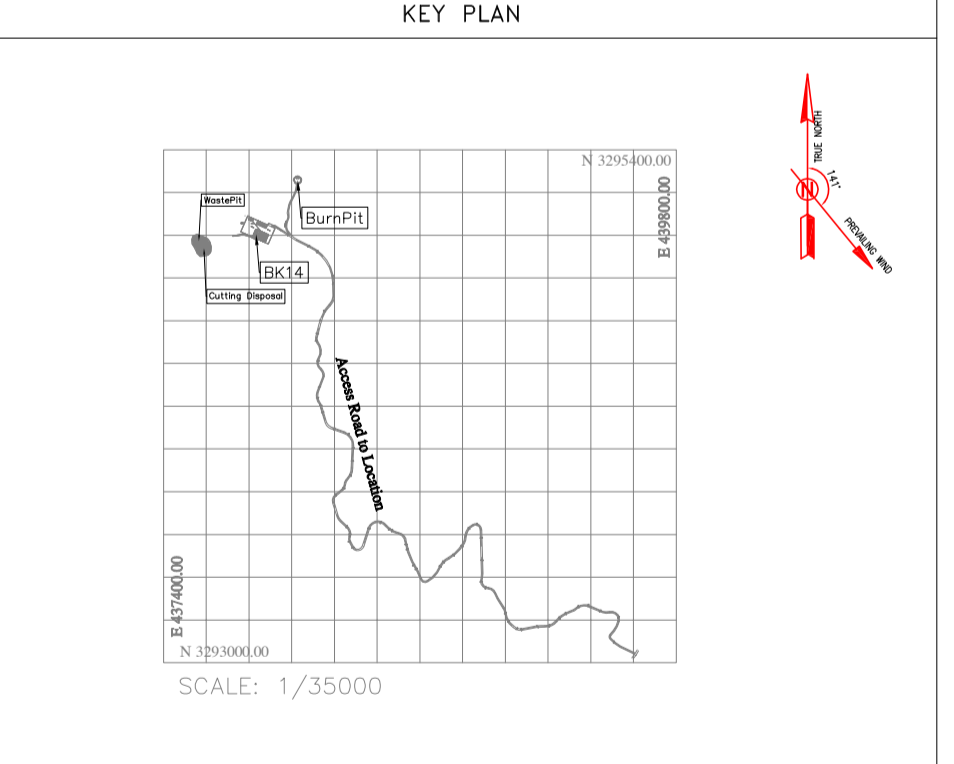 KEY PLAN
N 3295400.00
E 439800.00
WastePit
BurnPit
BK14
Cutting Disposal
Access Road to Location
E 437400.00
N 3293000.00
SCALE: 1/35000
TRUE NORTH
N
141°
PREVAILING WIND